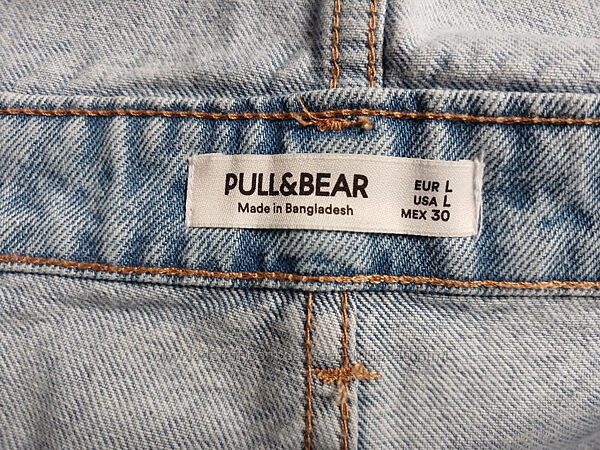 PULL&BEAR
Made in Bangladesh
EUR L
USA L
MEX 30